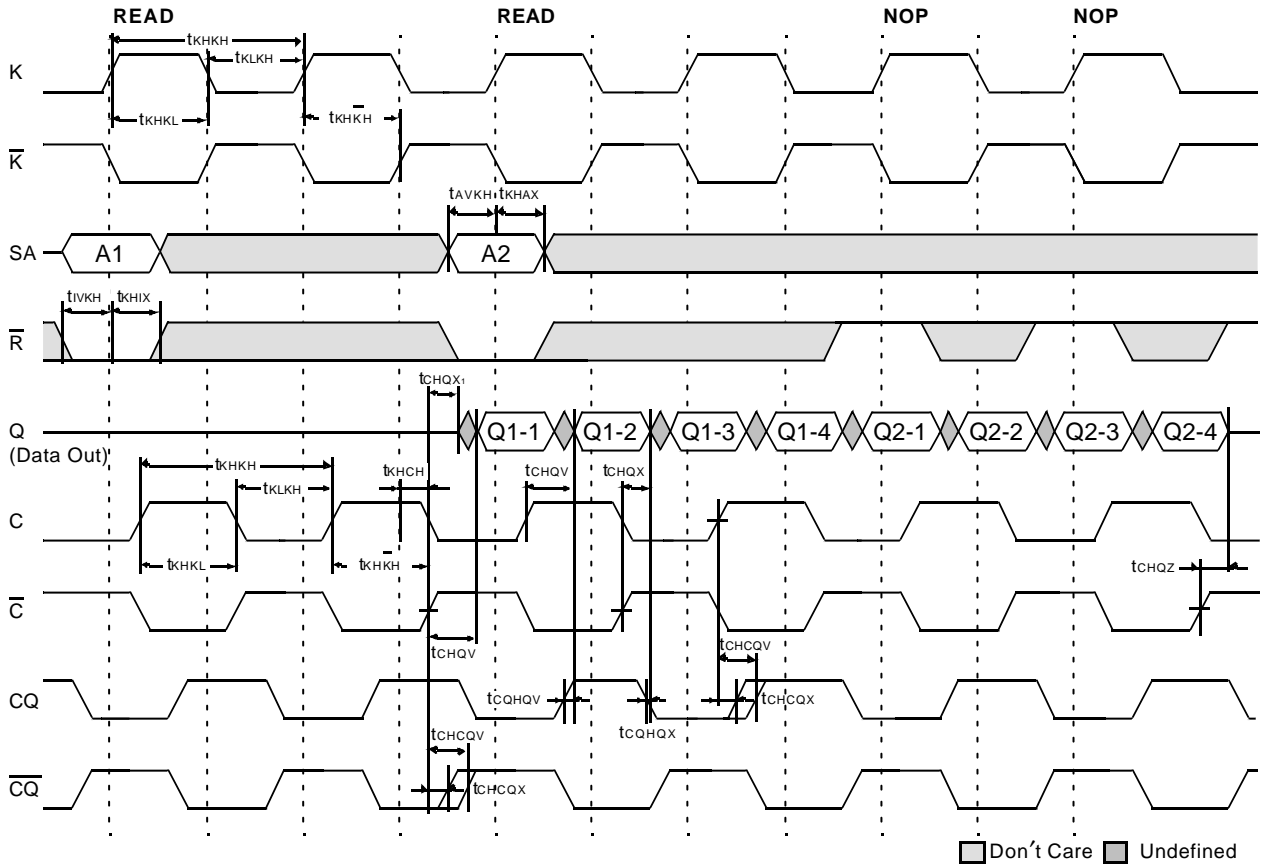 READ READ NOP NOP
tKHKH
tKLKH
K
tKHKL tKHK̅H
K̅
tAVKH tKHAX
SA A1 A2
tIVKH tKHIX
R̅
tCHQX1
Q Q1-1 Q1-2 Q1-3 Q1-4 Q2-1 Q2-2 Q2-3 Q2-4
(Data Out)
tKHKH tKHCH tCHQV tCHQX
tKLKH
C
tKHKL tKHK̅H tCHQZ
C̅
tCHQV tCHCQV
CQ tCQHQV tCHCQX
tCQHQX
tCHCQV
C̅Q̅ tCHCQX
Don't Care Undefined